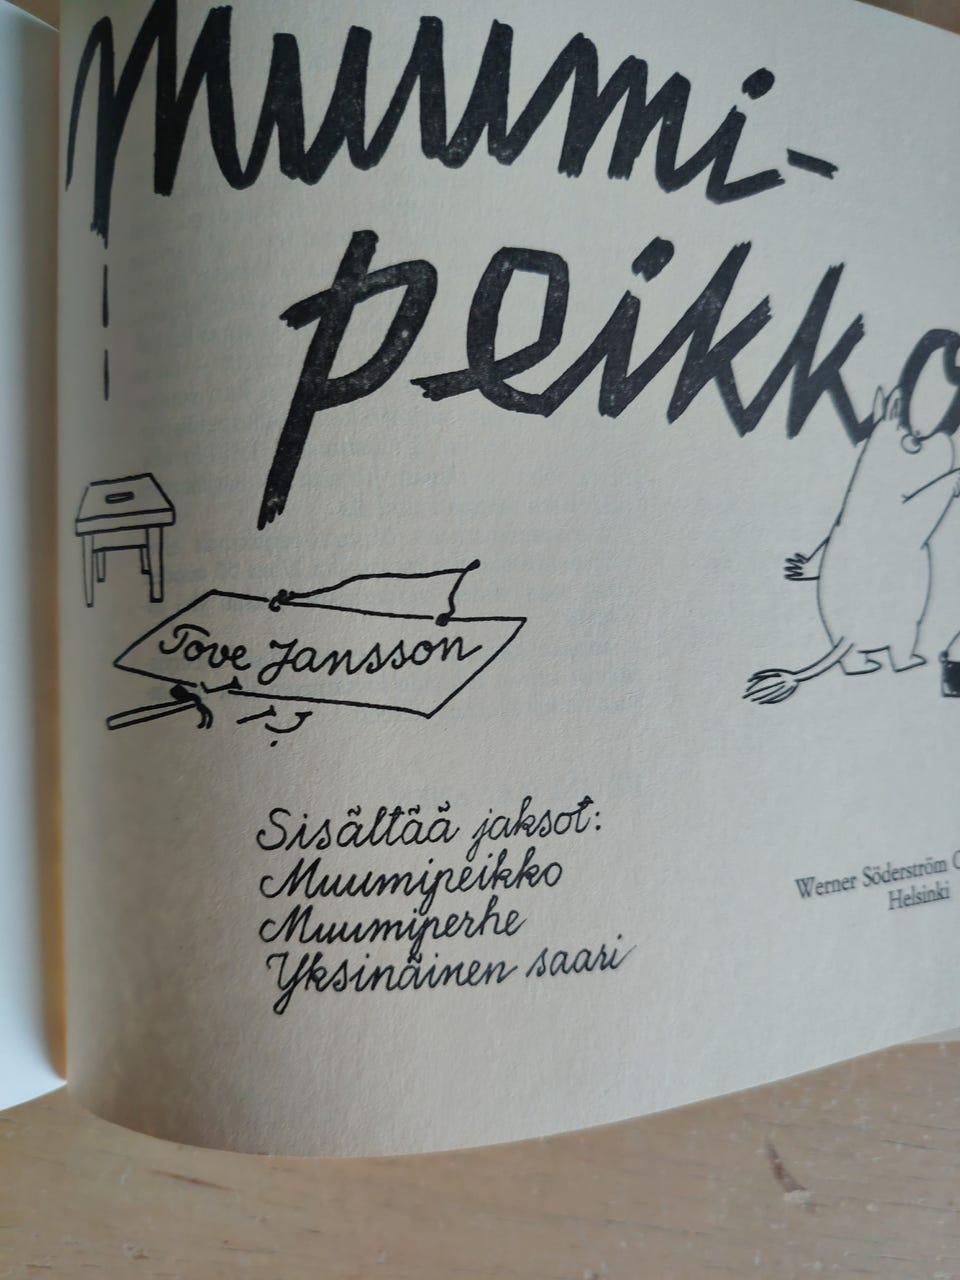 Muumi-
peikko
Tove Jansson
Sisältää jaksot:
Muumipeikko
Muumiperhe
Yksinäinen saari
Werner Söderström
Helsinki